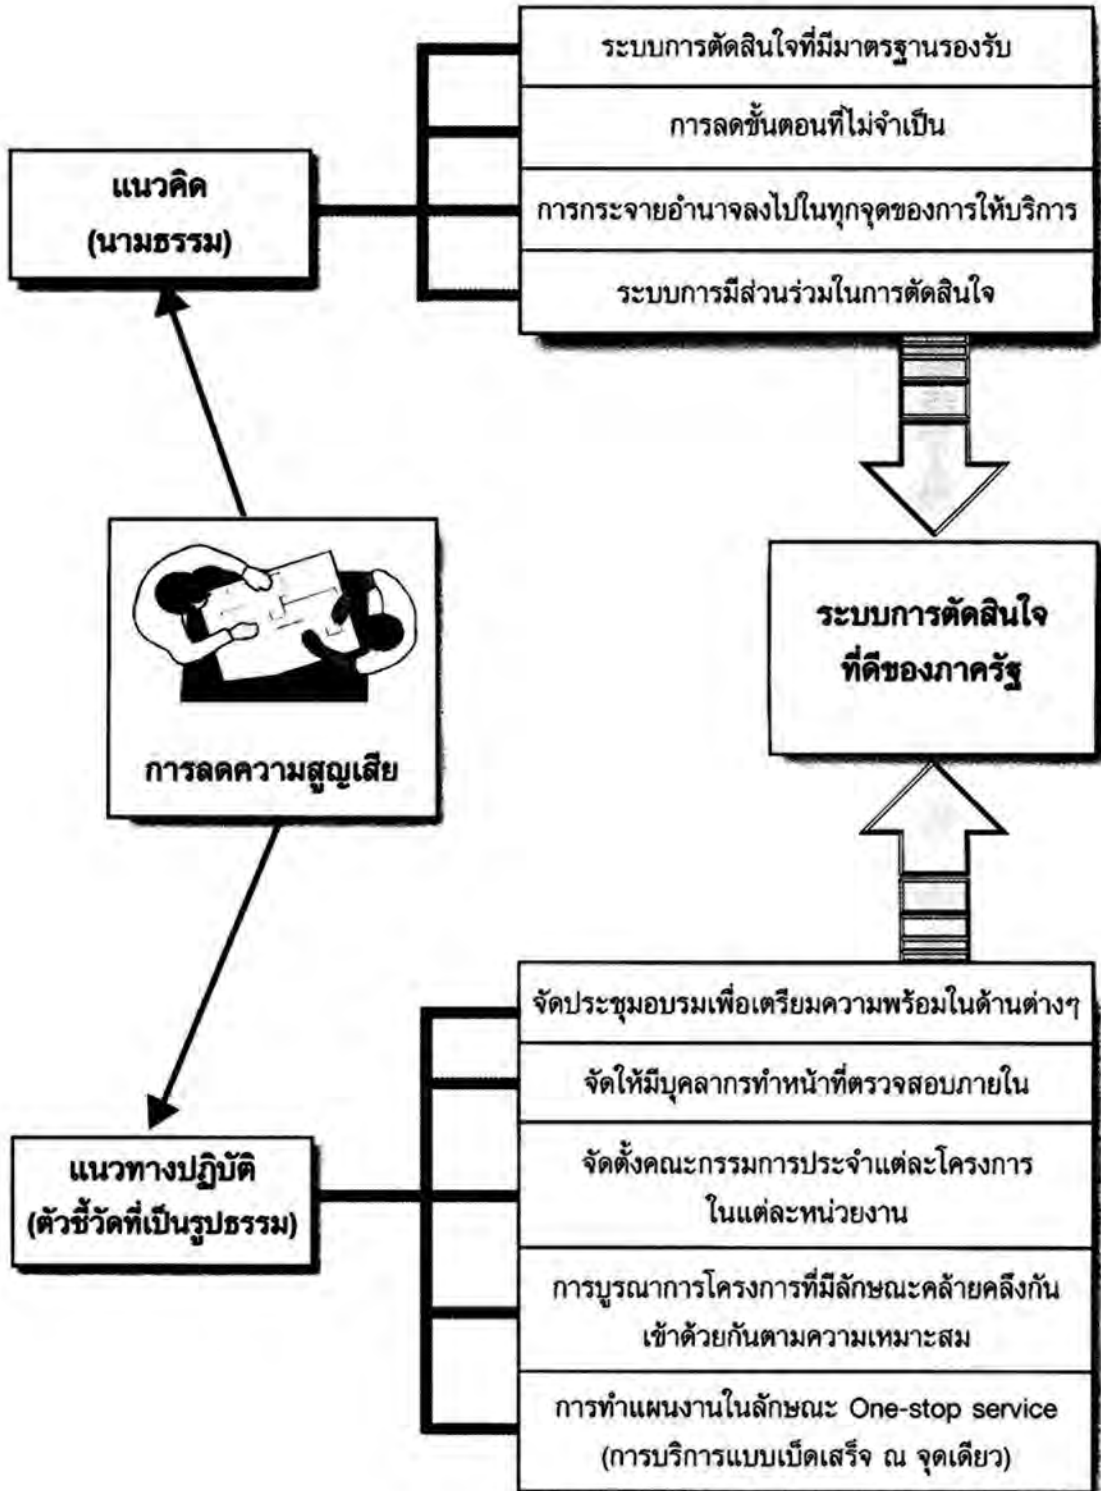 ระบบการตัดสินใจที่มีมาตรฐานรองรับ
การลดขั้นตอนที่ไม่จำเป็น
แนวคิด
(นามธรรม)
การกระจายอำนาจลงไปในทุกจุดของการให้บริการ
ระบบการมีส่วนร่วมในการตัดสินใจ
ระบบการตัดสินใจ
ที่ดีของภาครัฐ
การลดความสูญเสีย
จัดประชุมอบรมเพื่อเตรียมความพร้อมในด้านต่างๆ
จัดให้มีบุคลากรทำหน้าที่ตรวจสอบภายใน
แนวทางปฏิบัติ
(ตัวชี้วัดที่เป็นรูปธรรม)
จัดตั้งคณะกรรมการประจำแต่ละโครงการ
ในแต่ละหน่วยงาน
การบูรณาการโครงการที่มีลักษณะคล้ายคลึงกัน
เข้าด้วยกันตามความเหมาะสม
การทำแผนงานในลักษณะ One-stop service
(การบริการแบบเบ็ดเสร็จ ณ จุดเดียว)